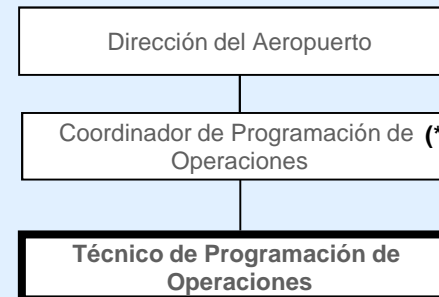 Dirección del Aeropuerto
Coordinador de Programación de (*
Operaciones
Técnico de Programación de
Operaciones